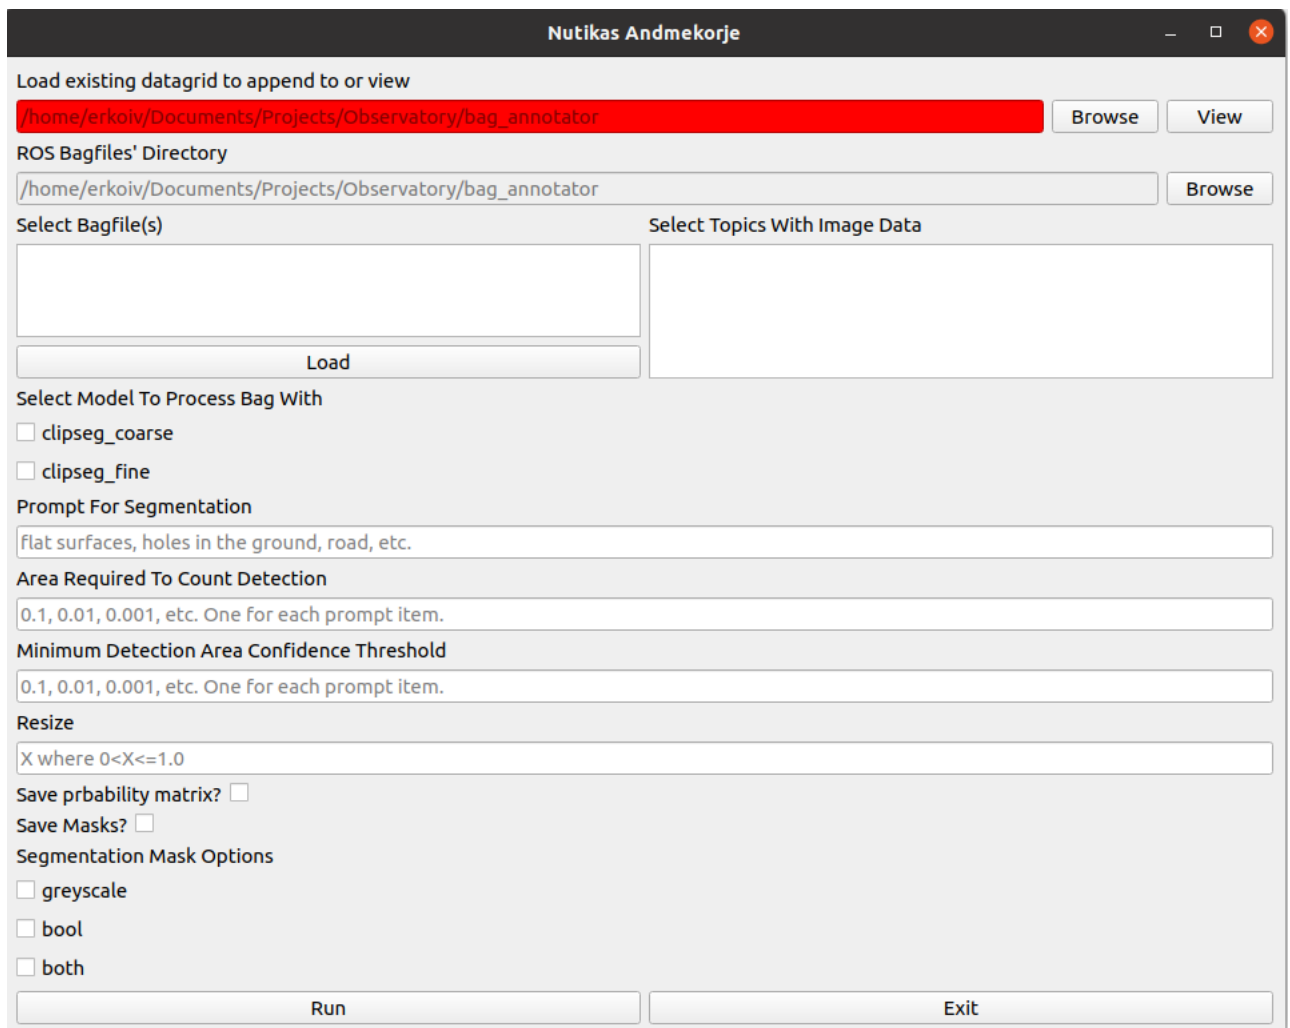 Nutikas Andmekorje
Load existing datagrid to append to or view
/home/erkoiv/Documents/Projects/Observatory/bag_annotator Browse View
ROS Bagfiles' Directory
/home/erkoiv/Documents/Projects/Observatory/bag_annotator Browse
Select Bagfile(s) Select Topics With Image Data
Load
Select Model To Process Bag With
clipseg_coarse
clipseg_fine
Prompt For Segmentation
flat surfaces, holes in the ground, road, etc.
Area Required To Count Detection
0.1, 0.01, 0.001, etc. One for each prompt item.
Minimum Detection Area Confidence Threshold
0.1, 0.01, 0.001, etc. One for each prompt item.
Resize
X where 0<X<=1.0
Save prbability matrix?
Save Masks?
Segmentation Mask Options
greyscale
bool
both
Run Exit